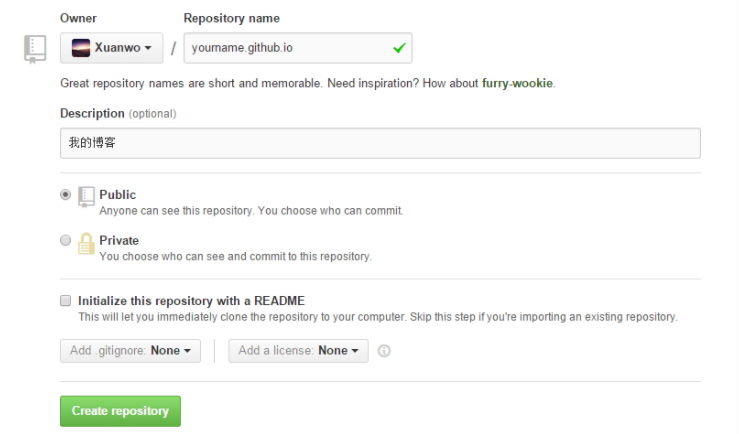 Owner Repository name
Xuanwo / yourname.github.io
Great repository names are short and memorable. Need inspiration? How about furry-wookie.
Description (optional)
我的博客
Public
Anyone can see this repository. You choose who can commit.
Private
You choose who can see and commit to this repository.
Initialize this repository with a README
This will let you immediately clone the repository to your computer. Skip this step if you're importing an existing repository.
Add .gitignore: None Add a license: None
Create repository